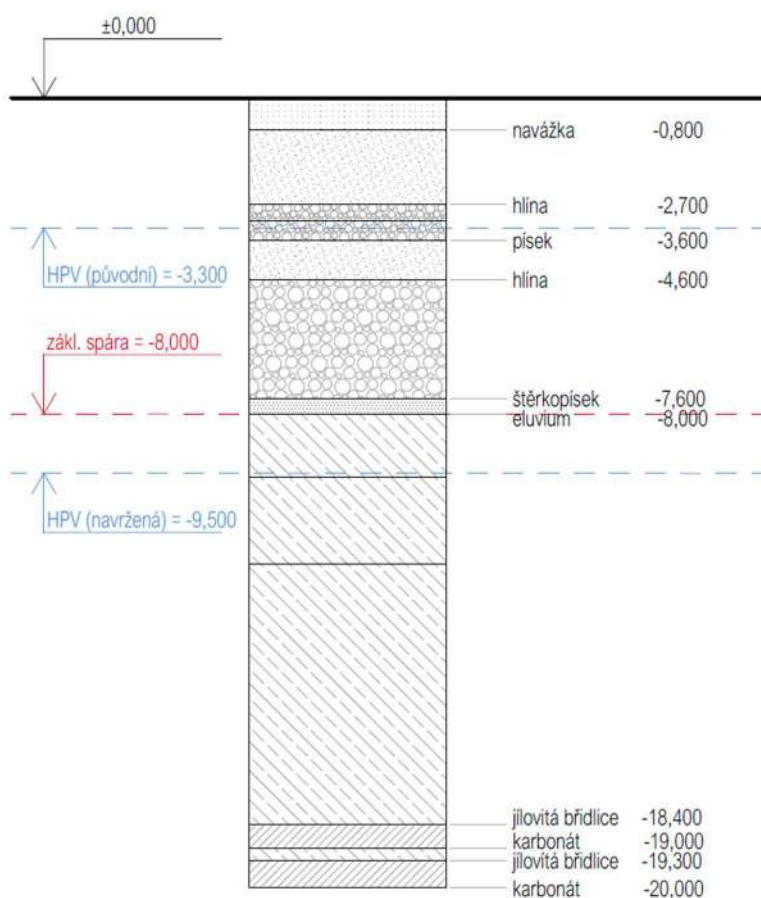 ±0,000
navážka -0,800
hlína -2,700
písek -3,600
HPV (původní) = -3,300
hlína -4,600
zákl. spára = -8,000
štěrkopísek -7,600
eluvium -8,000
HPV (navržená) = -9,500
jílovitá břidlice -18,400
karbonát -19,000
jílovitá břidlice -19,300
karbonát -20,000